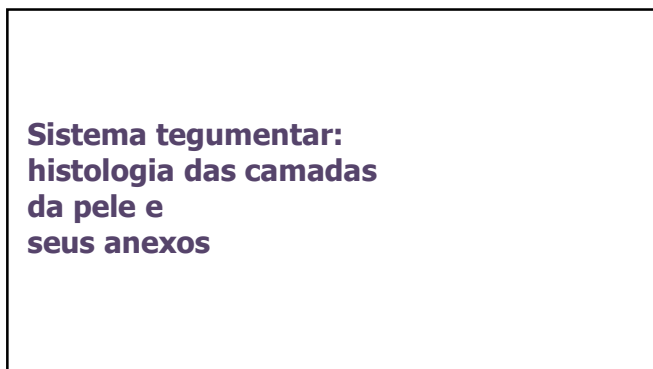 Sistema tegumentar:
histologia das camadas
da pele e
seus anexos